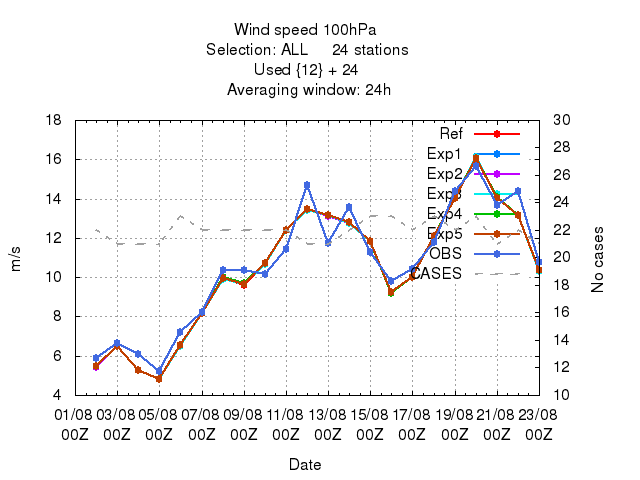 Wind speed 100hPa
Selection: ALL 24 stations
Used {12} + 24
Averaging window: 24h
18
16
14
12
10
8
6
4
m/s
30
28
26
24
22
20
18
16
14
12
10
No cases
Ref
Exp1
Exp2
Exp3
Exp4
Exp5
OBS
CASES
01/08 03/08 05/08 07/08 09/08 11/08 13/08 15/08 17/08 19/08 21/08 23/08
00Z 00Z 00Z 00Z 00Z 00Z 00Z 00Z 00Z 00Z 00Z 00Z
Date